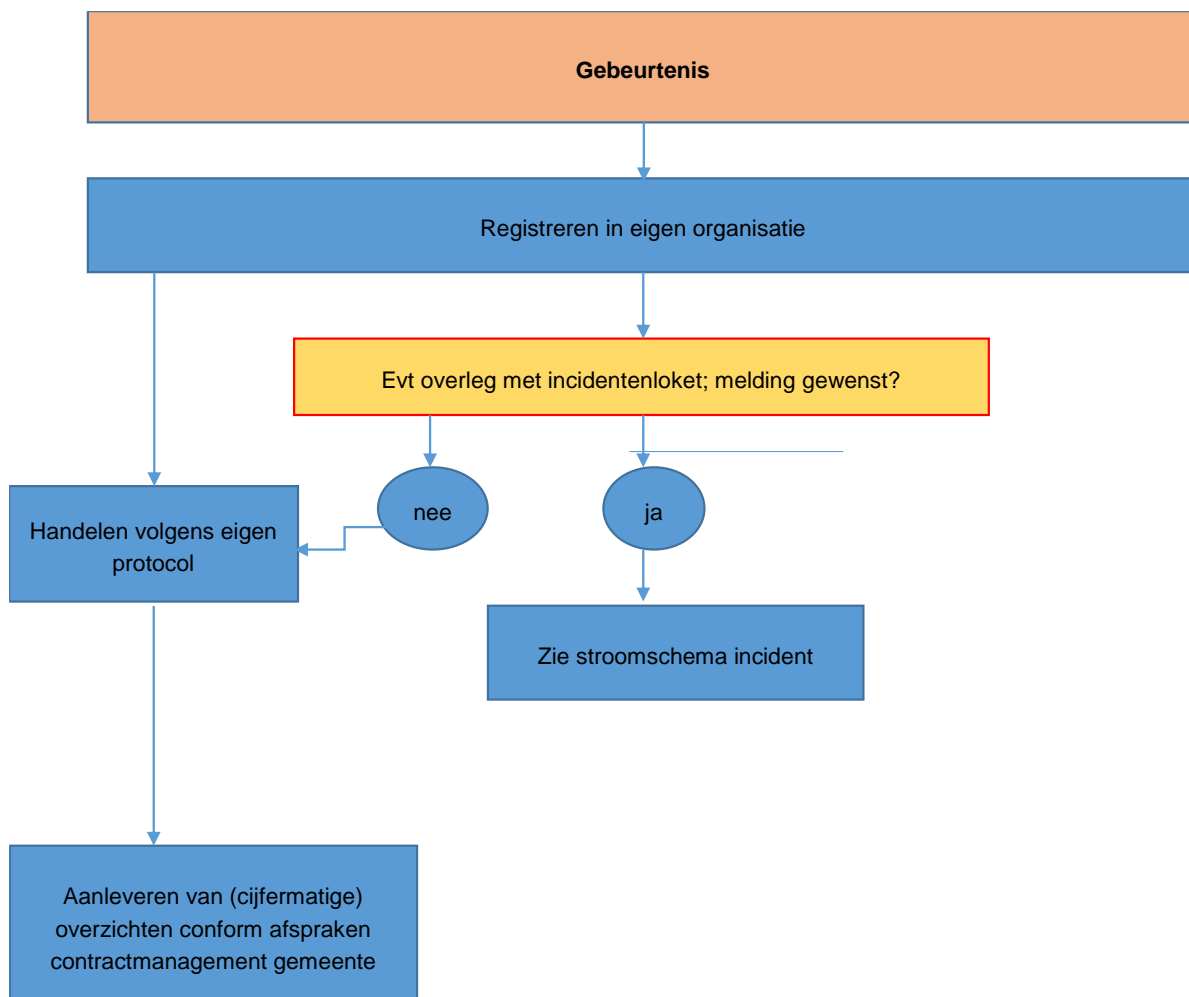 Gebeurtenis
Registreren in eigen organisatie
Evt overleg met incidentenloket; melding gewenst?
nee
ja
Handelen volgens eigen
protocol
Zie stroomschema incident
Aanleveren van (cijfermatige)
overzichten conform afspraken
contractmanagement gemeente